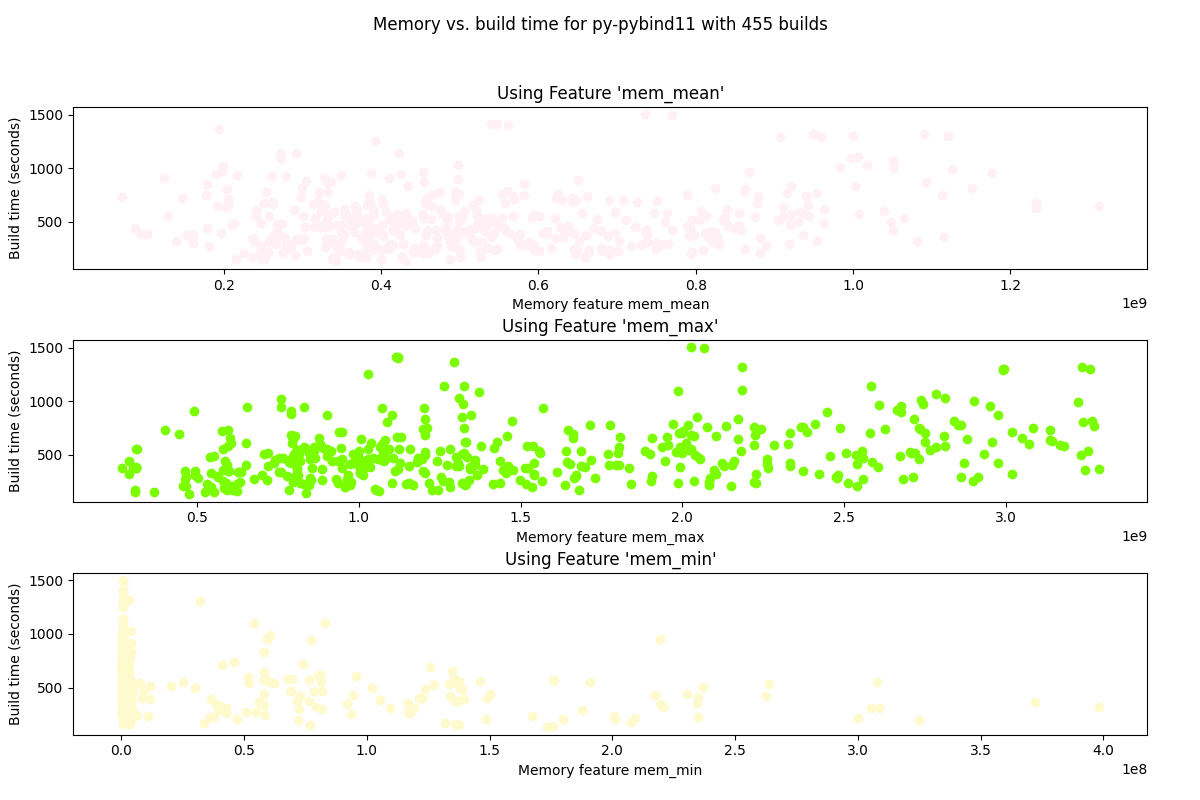 Memory vs. build time for py-pybind11 with 455 builds
Using Feature 'mem_mean'
Build time (seconds)
1500
1000
500
0.2 0.4 0.6 0.8 1.0 1.2
1e9
Memory feature mem_mean
Using Feature 'mem_max'
Build time (seconds)
1500
1000
500
0.5 1.0 1.5 2.0 2.5 3.0
1e9
Memory feature mem_max
Using Feature 'mem_min'
Build time (seconds)
1500
1000
500
0.0 0.5 1.0 1.5 2.0 2.5 3.0 3.5 4.0
1e8
Memory feature mem_min